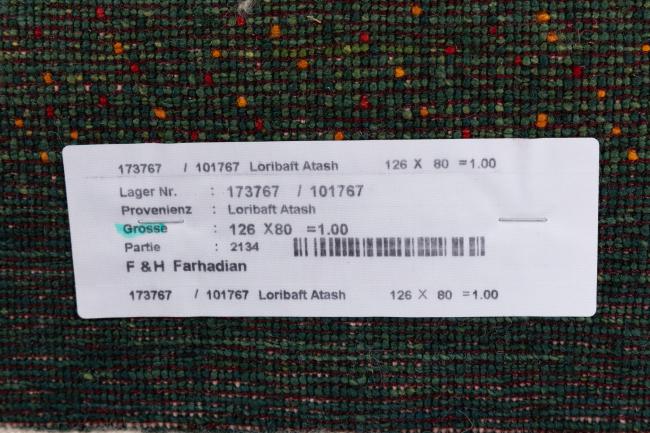 173767 / 101767 Loribaft Atash 126 X 80 =1.00
Lager Nr. : 173767 / 101767
Provenienz : Loribaft Atash
Grosse : 126 X80 =1.00
Partie : 2134
F & H Farhadian
173767 / 101767 Loribaft Atash 126 X 80 =1.00